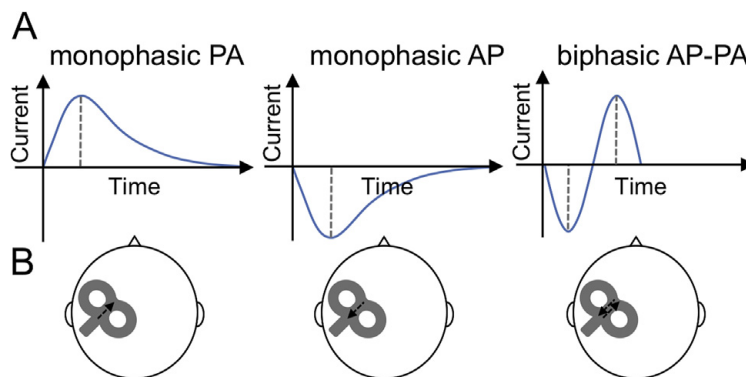 A
monophasic PA
monophasic AP
biphasic AP-PA
Current
Time
Current
Time
Current
Time
B